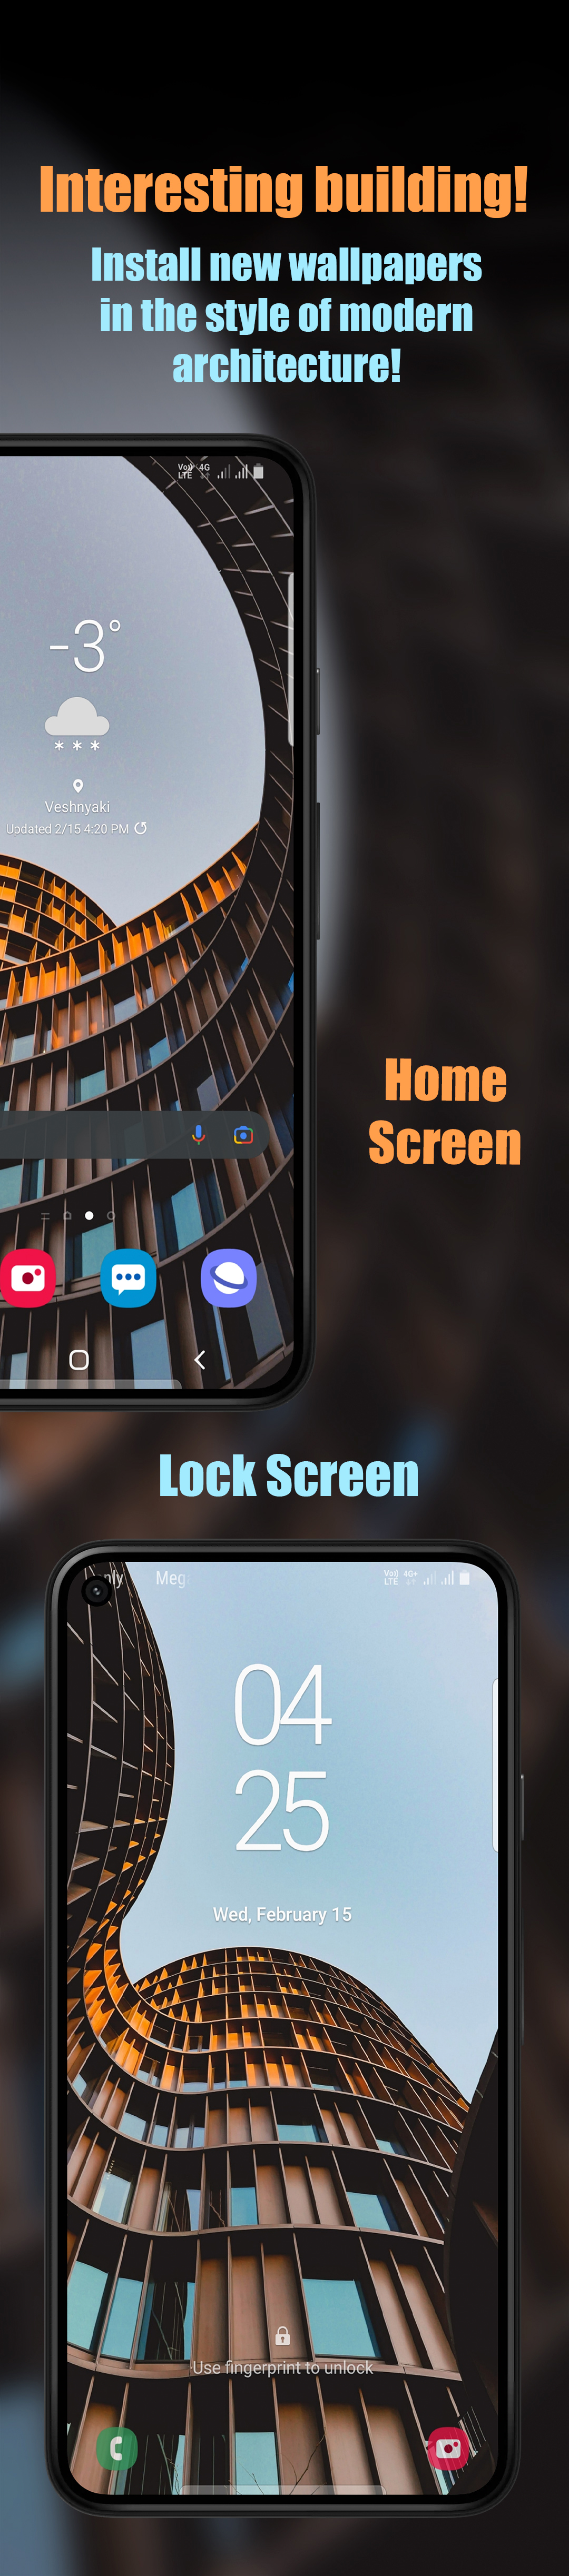 Interesting building!
Install new wallpapers
in the style of modern
architecture!
Vo)) 4G
LTE
-3°
Veshnyaki
Updated 2/15 4:20 PM
Home
Screen
Lock Screen
Meg
Vo)) 4G+
LTE
04
25
Wed, February 15
Use fingerprint to unlock